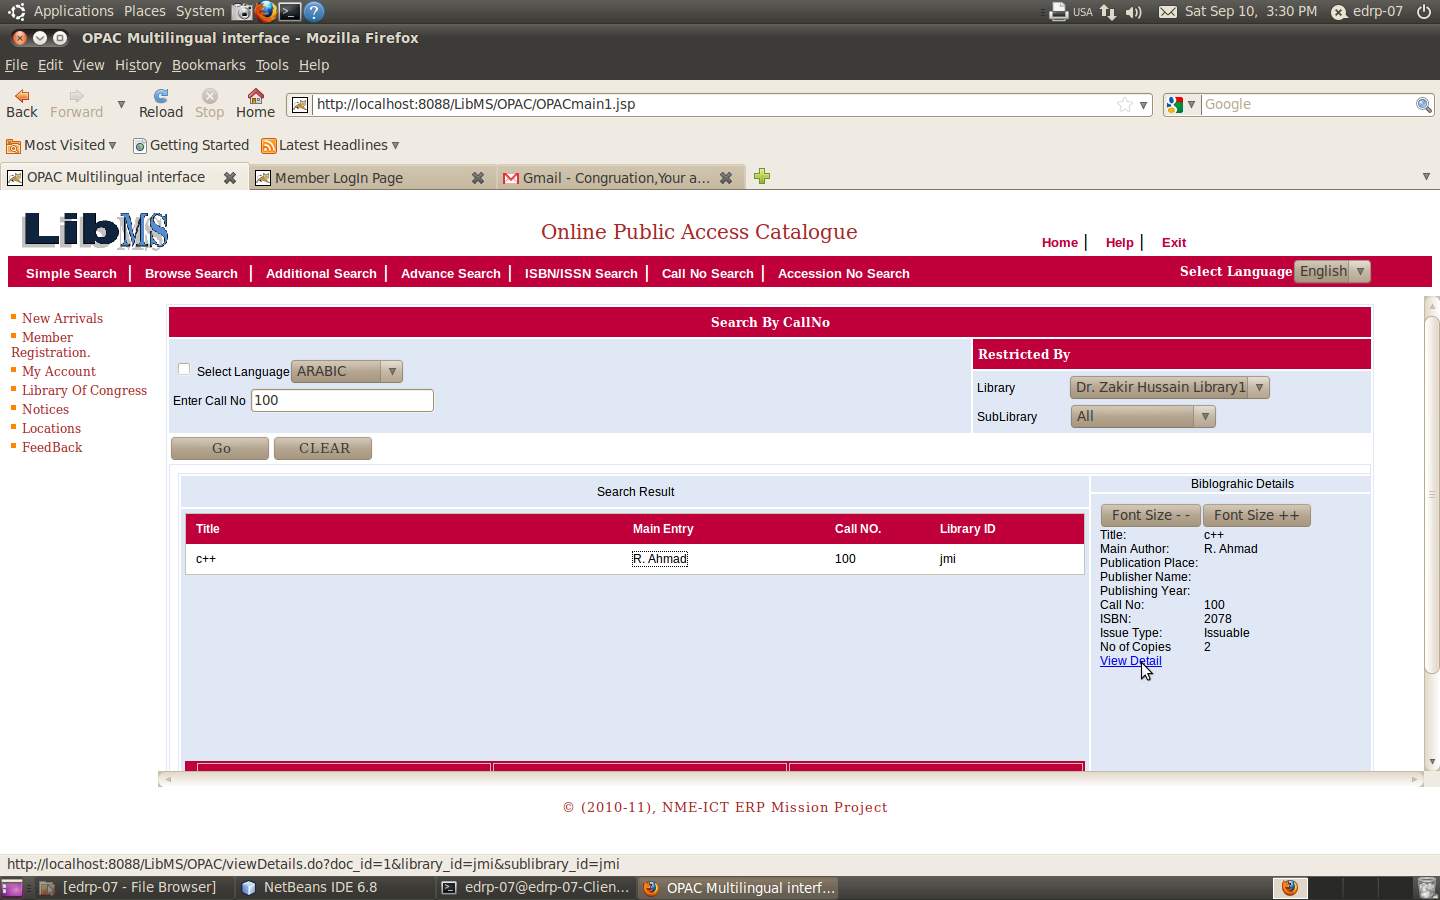 Applications Places System USA Sat Sep 10, 3:30 PM edrp-07
OPAC Multilingual interface - Mozilla Firefox
File Edit View History Bookmarks Tools Help
Back Forward Reload Stop Home http://localhost:8088/LibMS/OPAC/OPACmain1.jsp Google
Most Visited Getting Started Latest Headlines
OPAC Multilingual interface Member LogIn Page Gmail - Congruation,Your a...
LibMS
Online Public Access Catalogue
Home Help Exit
Simple Search Browse Search Additional Search Advance Search ISBN/ISSN Search Call No Search Accession No Search Select Language English
New Arrivals
Member
Registration.
My Account
Library Of Congress
Notices
Locations
FeedBack
Search By CallNo
Select Language ARABIC
Enter Call No 100
Restricted By
Library Dr. Zakir Hussain Library1
SubLibrary All
Go CLEAR
Search Result
Title Main Entry Call NO. Library ID
c++ R. Ahmad 100 jmi
Biblograhic Details
Font Size - - Font Size ++
Title: c++
Main Author: R. Ahmad
Publication Place:
Publisher Name:
Publishing Year:
Call No: 100
ISBN: 2078
Issue Type: Issuable
No of Copies 2
View Detail
© (2010-11), NME-ICT ERP Mission Project
http://localhost:8088/LibMS/OPAC/viewDetails.do?doc_id=1&library_id=jmi&sublibrary_id=jmi
[edrp-07 - File Browser] NetBeans IDE 6.8 edrp-07@edrp-07-Clien... OPAC Multilingual interf...